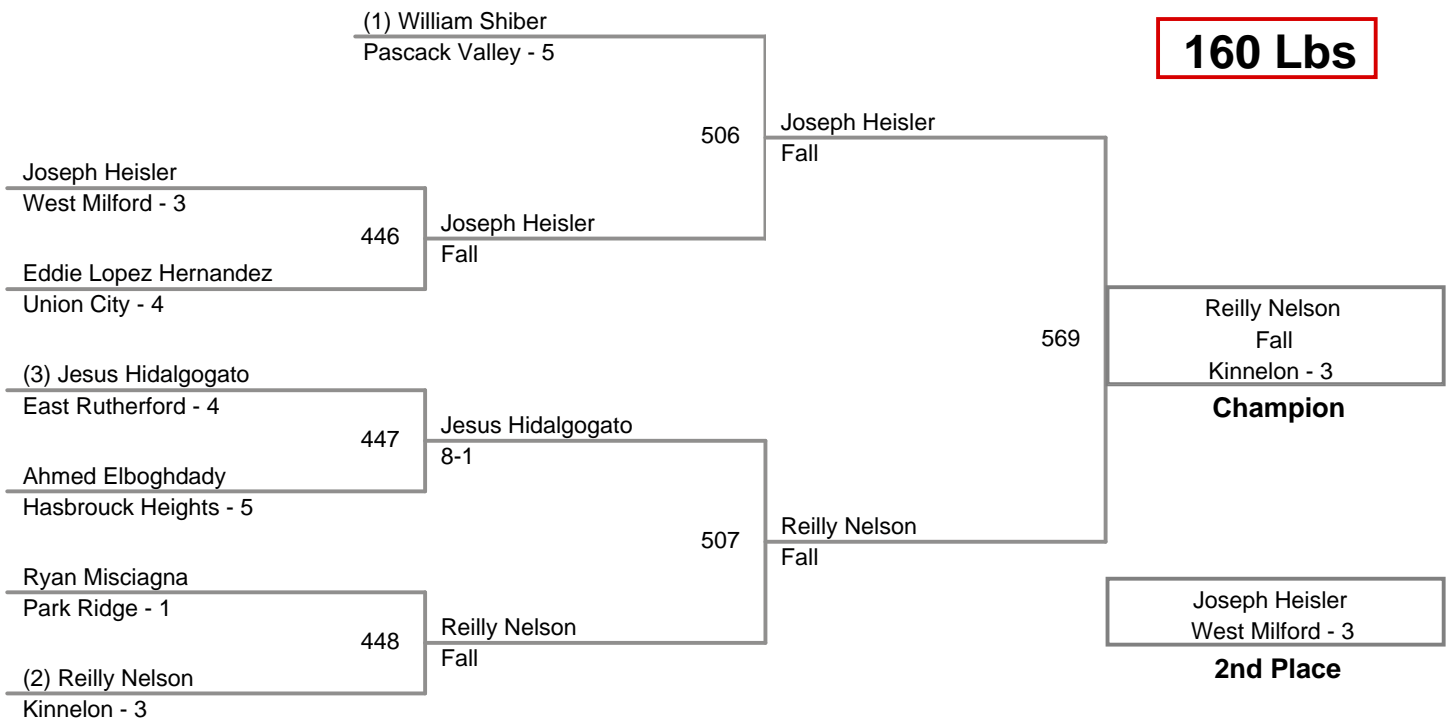 (1) William Shiber
Pascack Valley - 5
160 Lbs
506
Joseph Heisler
Fall
Joseph Heisler
West Milford - 3
446
Joseph Heisler
Fall
Eddie Lopez Hernandez
Union City - 4
569
Reilly Nelson
Fall
Kinnelon - 3
Champion
(3) Jesus Hidalgogato
East Rutherford - 4
447
Jesus Hidalgogato
8-1
Ahmed Elboghdady
Hasbrouck Heights - 5
507
Reilly Nelson
Fall
Ryan Misciagna
Park Ridge - 1
448
Reilly Nelson
Fall
(2) Reilly Nelson
Kinnelon - 3
Joseph Heisler
West Milford - 3
2nd Place